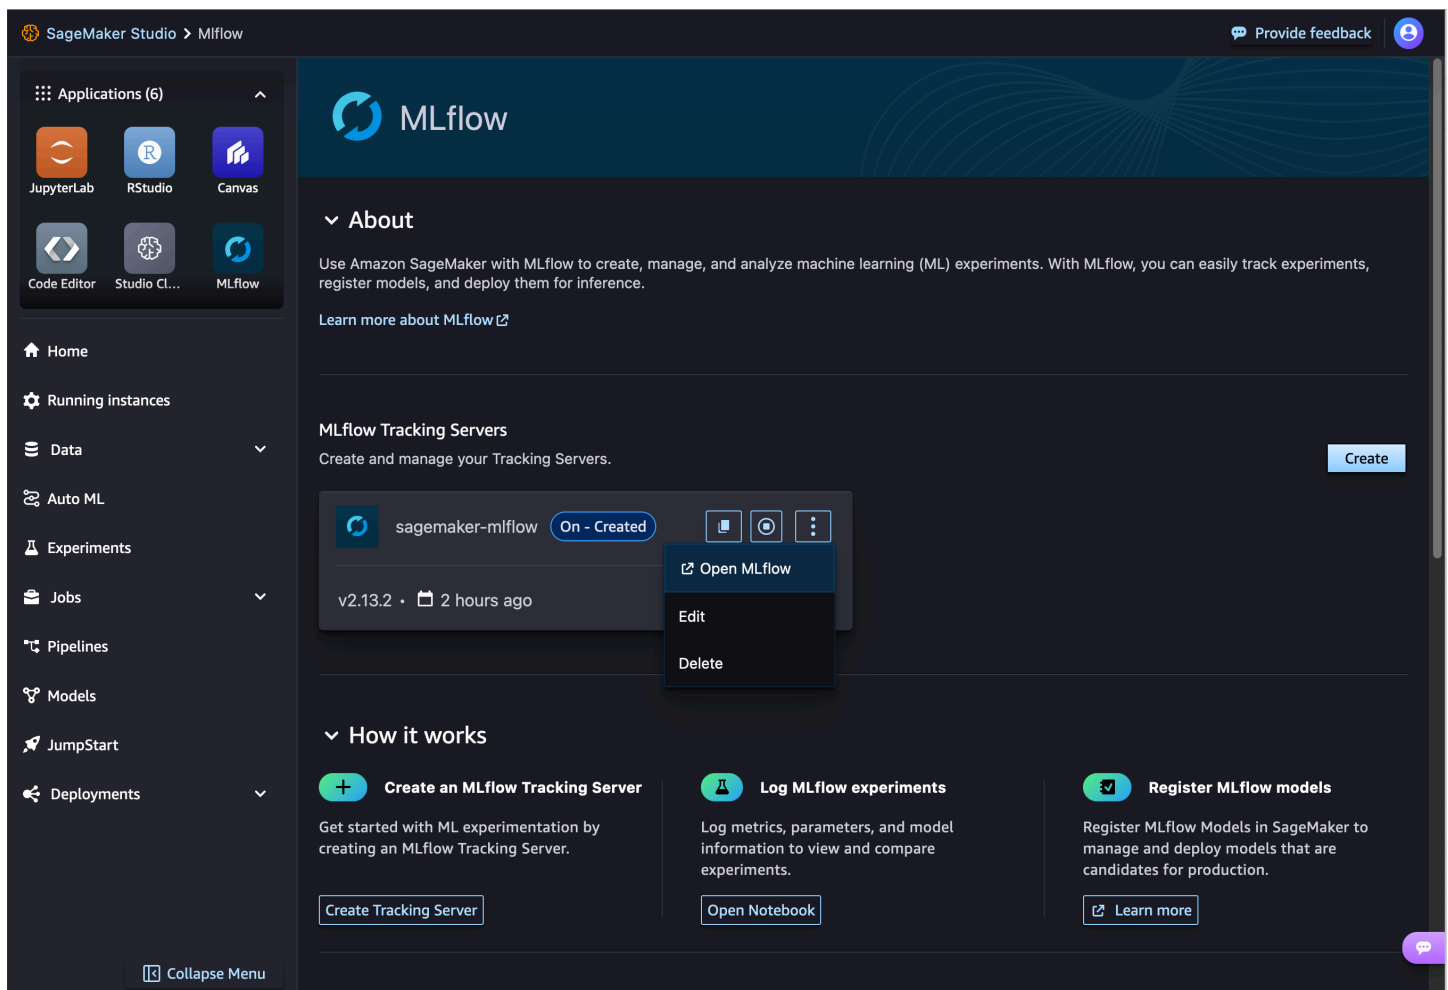 SageMaker Studio > Mlflow
Provide feedback
Applications (6)
JupyterLab
RStudio
Canvas
Code Editor
Studio Cl...
MLflow
Home
Running instances
Data
Auto ML
Experiments
Jobs
Pipelines
Models
JumpStart
Deployments
Collapse Menu
MLflow
About
Use Amazon SageMaker with MLflow to create, manage, and analyze machine learning (ML) experiments. With MLflow, you can easily track experiments,
register models, and deploy them for inference.
Learn more about MLflow
MLflow Tracking Servers
Create and manage your Tracking Servers.
Create
sagemaker-mlflow
On - Created
v2.13.2 • 2 hours ago
Open MLflow
Edit
Delete
How it works
Create an MLflow Tracking Server
Get started with ML experimentation by
creating an MLflow Tracking Server.
Create Tracking Server
Log MLflow experiments
Log metrics, parameters, and model
information to view and compare
experiments.
Open Notebook
Register MLflow models
Register MLflow Models in SageMaker to
manage and deploy models that are
candidates for production.
Learn more